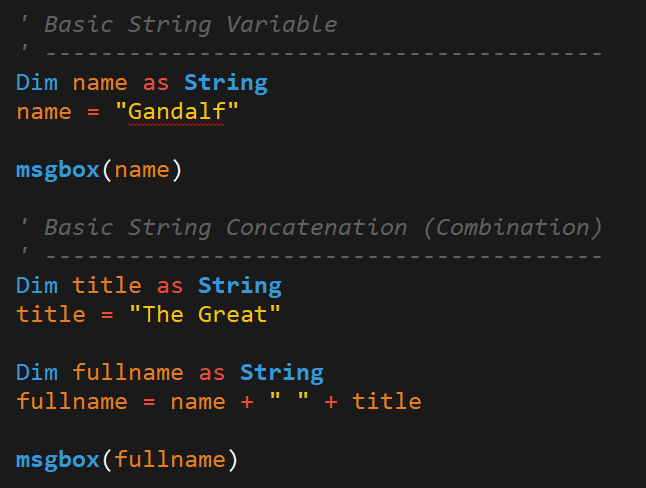 ' Basic String Variable
' ----------------------------------------
Dim name as String
name = "Gandalf"
msgbox(name)
' Basic String Concatenation (Combination)
' ----------------------------------------
Dim title as String
title = "The Great"
Dim fullname as String
fullname = name + " " + title
msgbox(fullname)